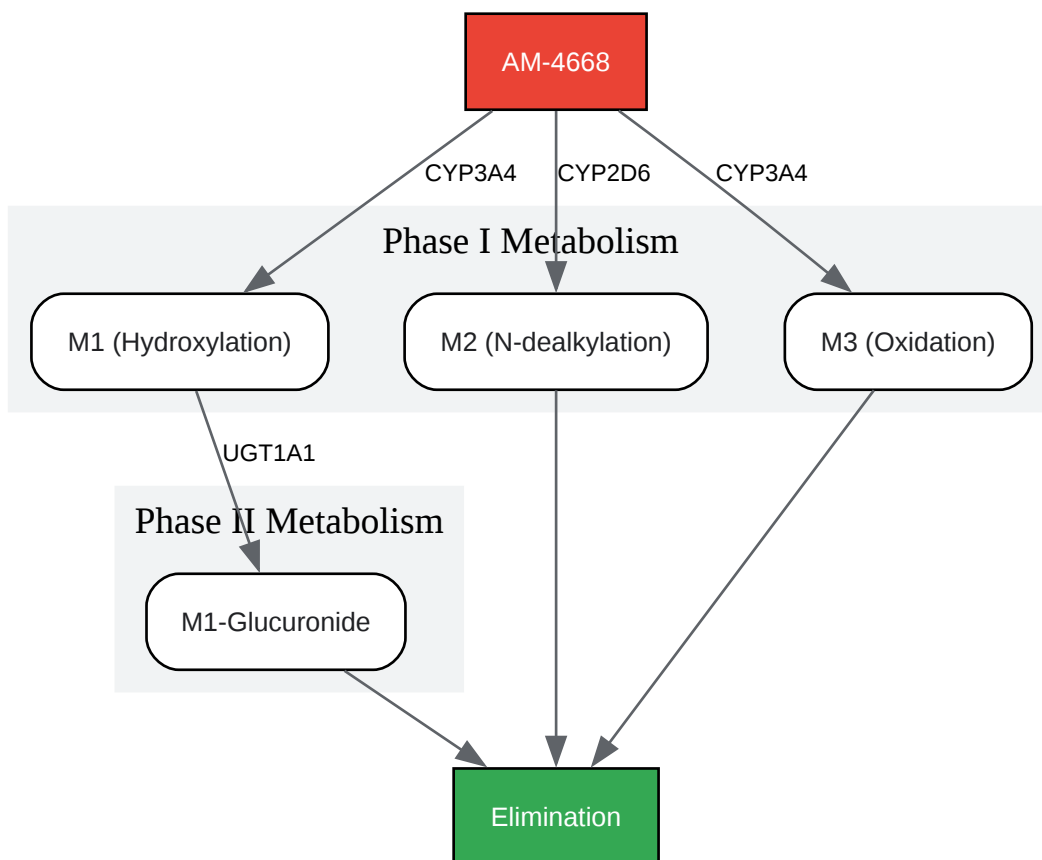 AM-4668
CYP3A4
CYP2D6
CYP3A4
Phase I Metabolism
M1 (Hydroxylation)
M2 (N-dealkylation)
M3 (Oxidation)
UGT1A1
Phase II Metabolism
M1-Glucuronide
Elimination